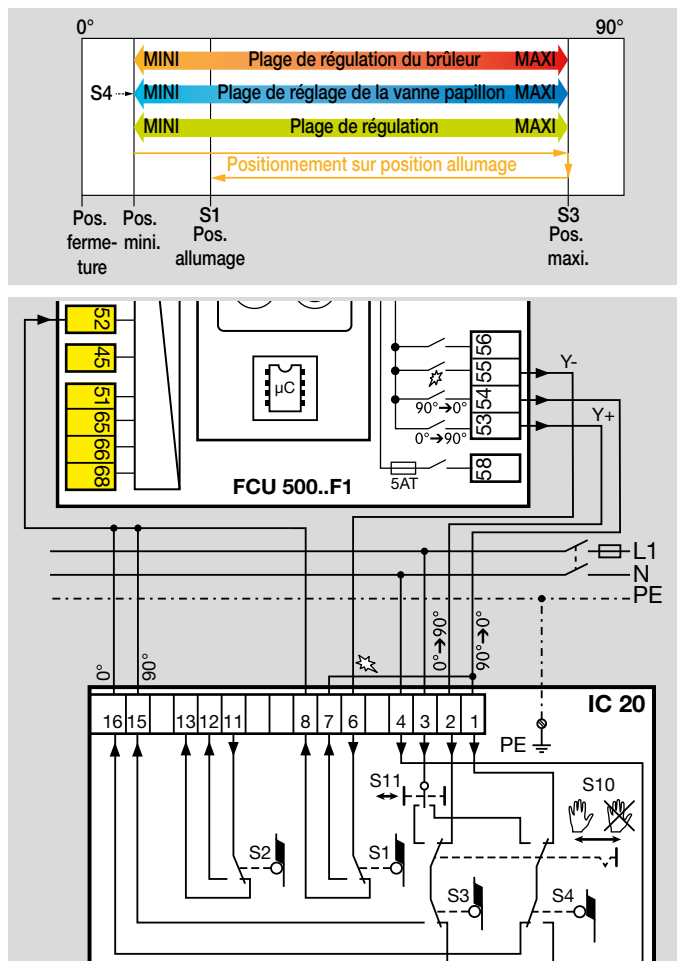 0° 90°
MINI Plage de régulation du brûleur MAXI
S4 MINI Plage de réglage de la vanne papillon MAXI
MINI Plage de régulation MAXI
Positionnement sur position allumage
Pos. fermeture
Pos. mini.
S1 Pos. allumage
S3 Pos. maxi.
52
45
51
65
66
68
µC
FCU 500..F1
56
55
54
53
58
90°➔0°
0°➔90°
5AT
Y-
Y+
L1
N
PE
0°
90°
0°➔90°
90°➔0°
IC 20
16 15 13 12 11 8 7 6 4 3 2 1
PE
S11
S10
S2
S1
S3
S4